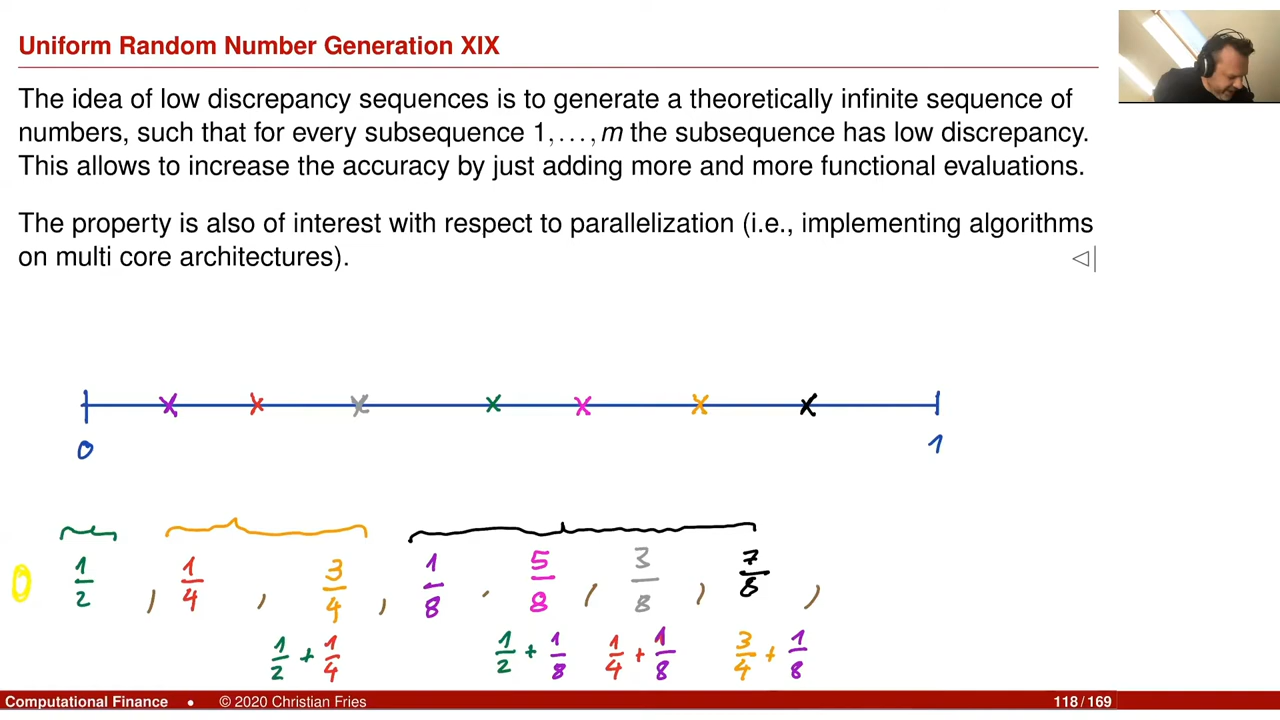 Uniform Random Number Generation XIX
The idea of low discrepancy sequences is to generate a theoretically infinite sequence of
numbers, such that for every subsequence 1,...,m the subsequence has low discrepancy.
This allows to increase the accuracy by just adding more and more functional evaluations.
The property is also of interest with respect to parallelization (i.e., implementing algorithms
on multi core architectures).
0 1
0 1/2 , 1/4 , 3/4 , 1/8 . 5/8 , 3/8 , 7/8 ,
1/2 + 1/4 1/2 + 1/8 1/4 + 1/8 3/4 + 1/8
Computational Finance • © 2020 Christian Fries 118/169